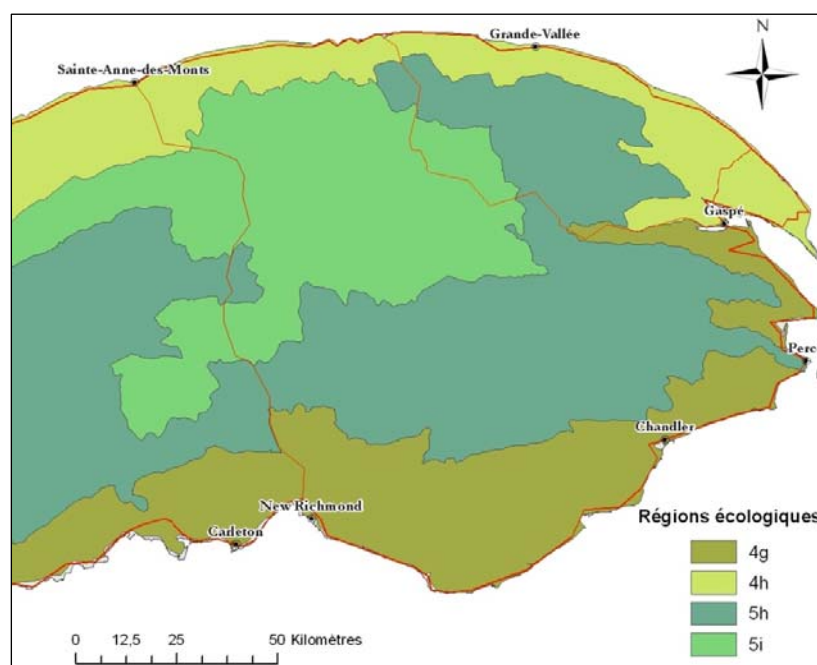 Grande-Vallée
N
Sainte-Anne-des-Monts
Gaspé
Perc
Chandler
New Richmond
Carleton
Régions écologiques
4g
4h
5h
5i
0 12,5 25 50 Kilomètres